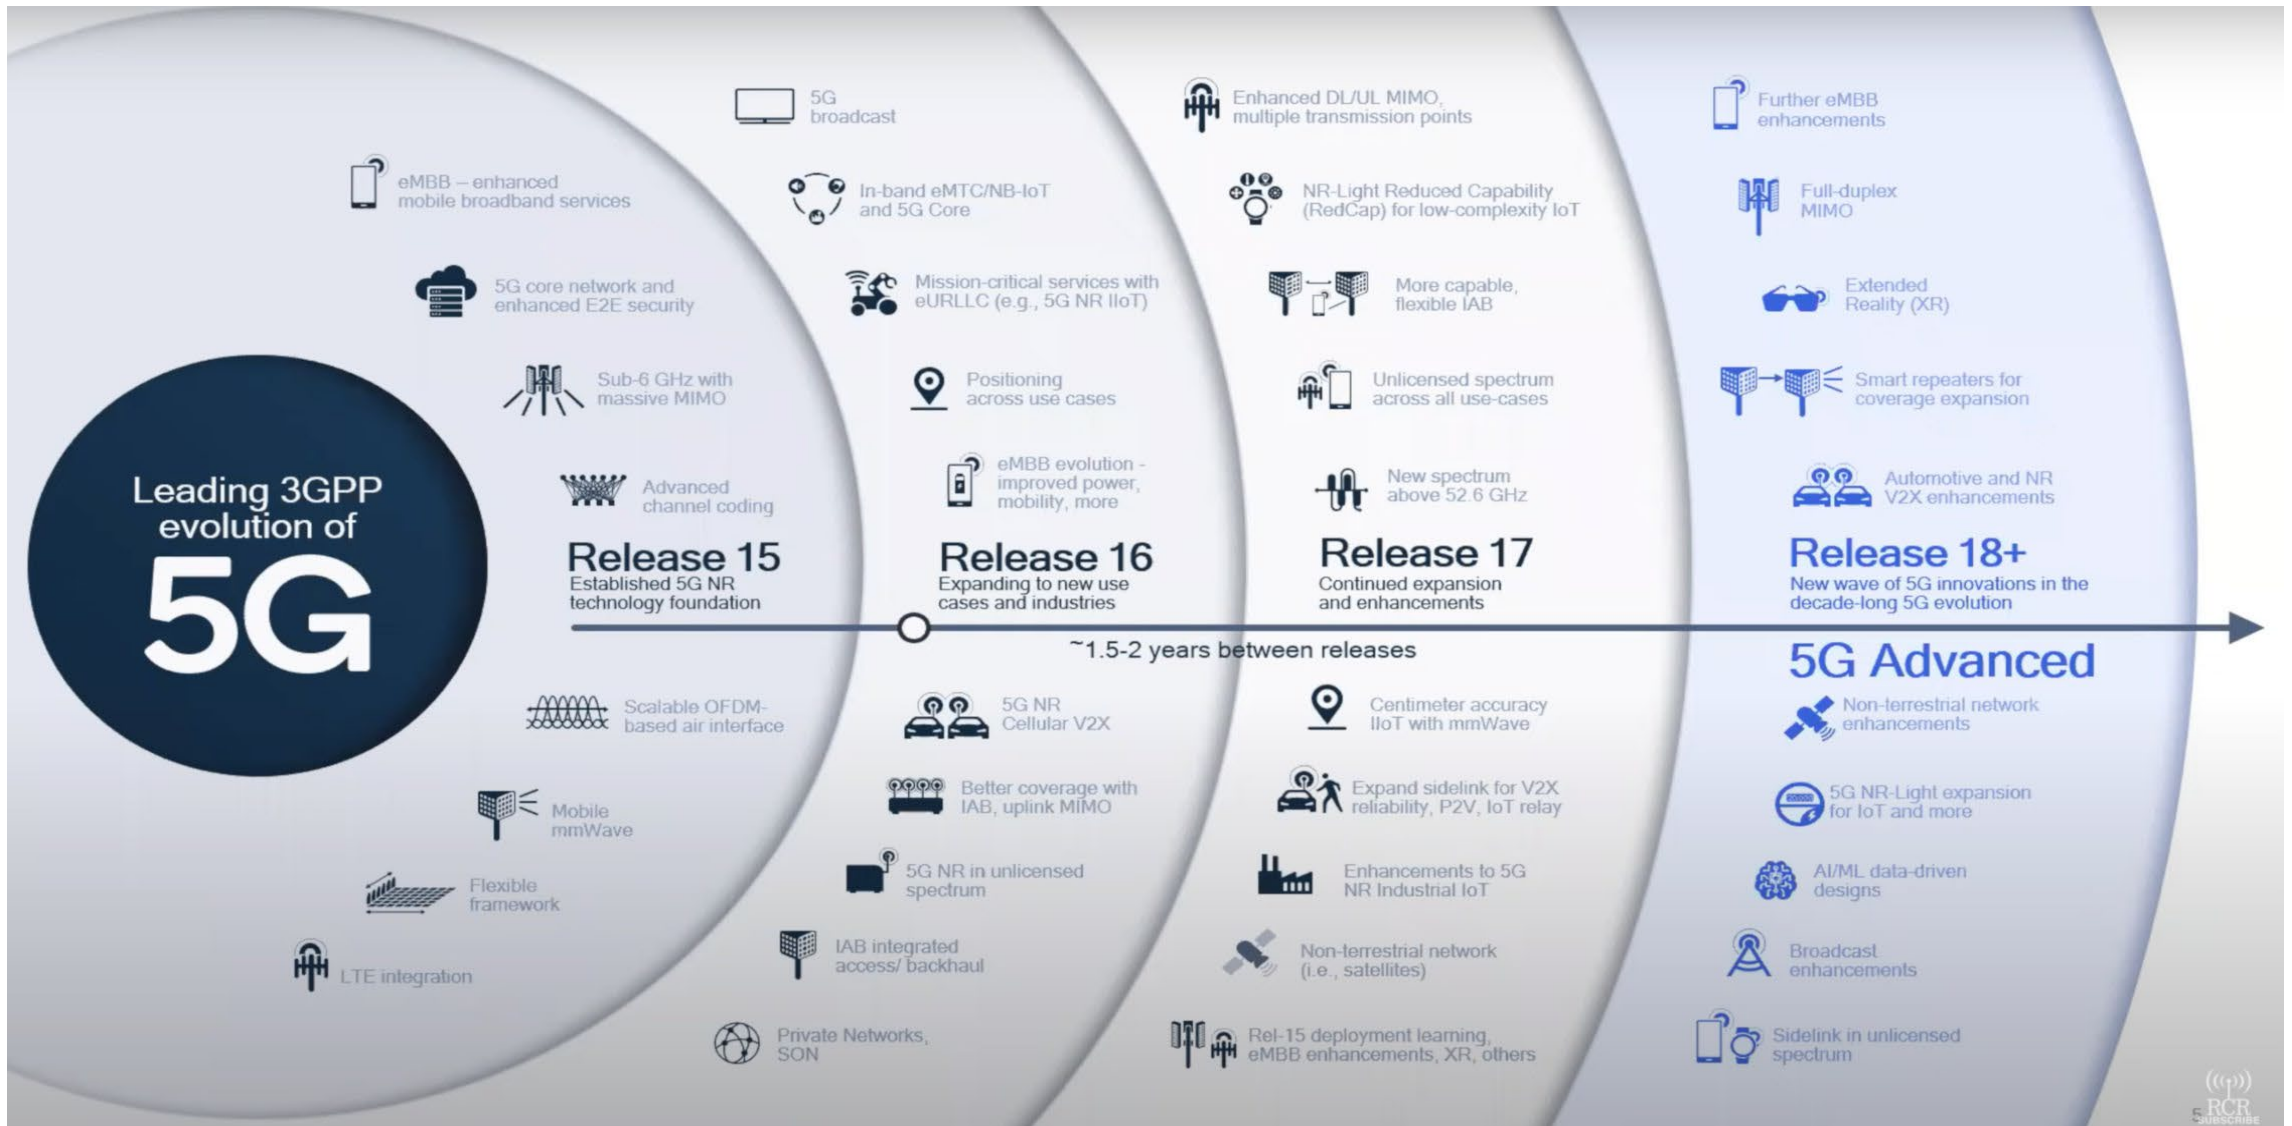 Leading 3GPP
evolution of
5G
eMBB – enhanced
mobile broadband services
5G core network and
enhanced E2E security
Sub-6 GHz with
massive MIMO
Advanced
channel coding
Release 15
Established 5G NR
technology foundation
Scalable OFDM-
based air interface
Mobile
mmWave
Flexible
framework
LTE integration
5G
broadcast
In-band eMTC/NB-IoT
and 5G Core
Mission-critical services with
eURLLC (e.g., 5G NR IIoT)
Positioning
across use cases
eMBB evolution -
improved power,
mobility, more
Release 16
Expanding to new use
cases and industries
~1.5-2 years between releases
5G NR
Cellular V2X
Better coverage with
IAB, uplink MIMO
5G NR in unlicensed
spectrum
IAB integrated
access/ backhaul
Private Networks,
SON
Enhanced DL/UL MIMO,
multiple transmission points
NR-Light Reduced Capability
(RedCap) for low-complexity IoT
More capable,
flexible IAB
Unlicensed spectrum
across all use-cases
New spectrum
above 52.6 GHz
Release 17
Continued expansion
and enhancements
Centimeter accuracy
IIoT with mmWave
Expand sidelink for V2X
reliability, P2V, IoT relay
Enhancements to 5G
NR Industrial IoT
Non-terrestrial network
(i.e., satellites)
Rel-15 deployment learning,
eMBB enhancements, XR, others
Further eMBB
enhancements
Full-duplex
MIMO
Extended
Reality (XR)
Smart repeaters for
coverage expansion
Automotive and NR
V2X enhancements
Release 18+
New wave of 5G innovations in the
decade-long 5G evolution
5G Advanced
Non-terrestrial network
enhancements
5G NR-Light expansion
for IoT and more
AI/ML data-driven
designs
Broadcast
enhancements
Sidelink in unlicensed
spectrum
5
RCR
SUBSCRIBE